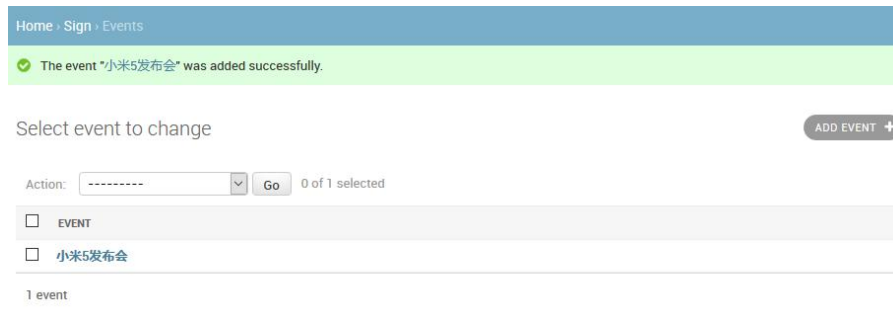 Home › Sign › Events
The event "小米5发布会" was added successfully.
Select event to change
ADD EVENT +
Action: --------- Go 0 of 1 selected
EVENT
小米5发布会
1 event